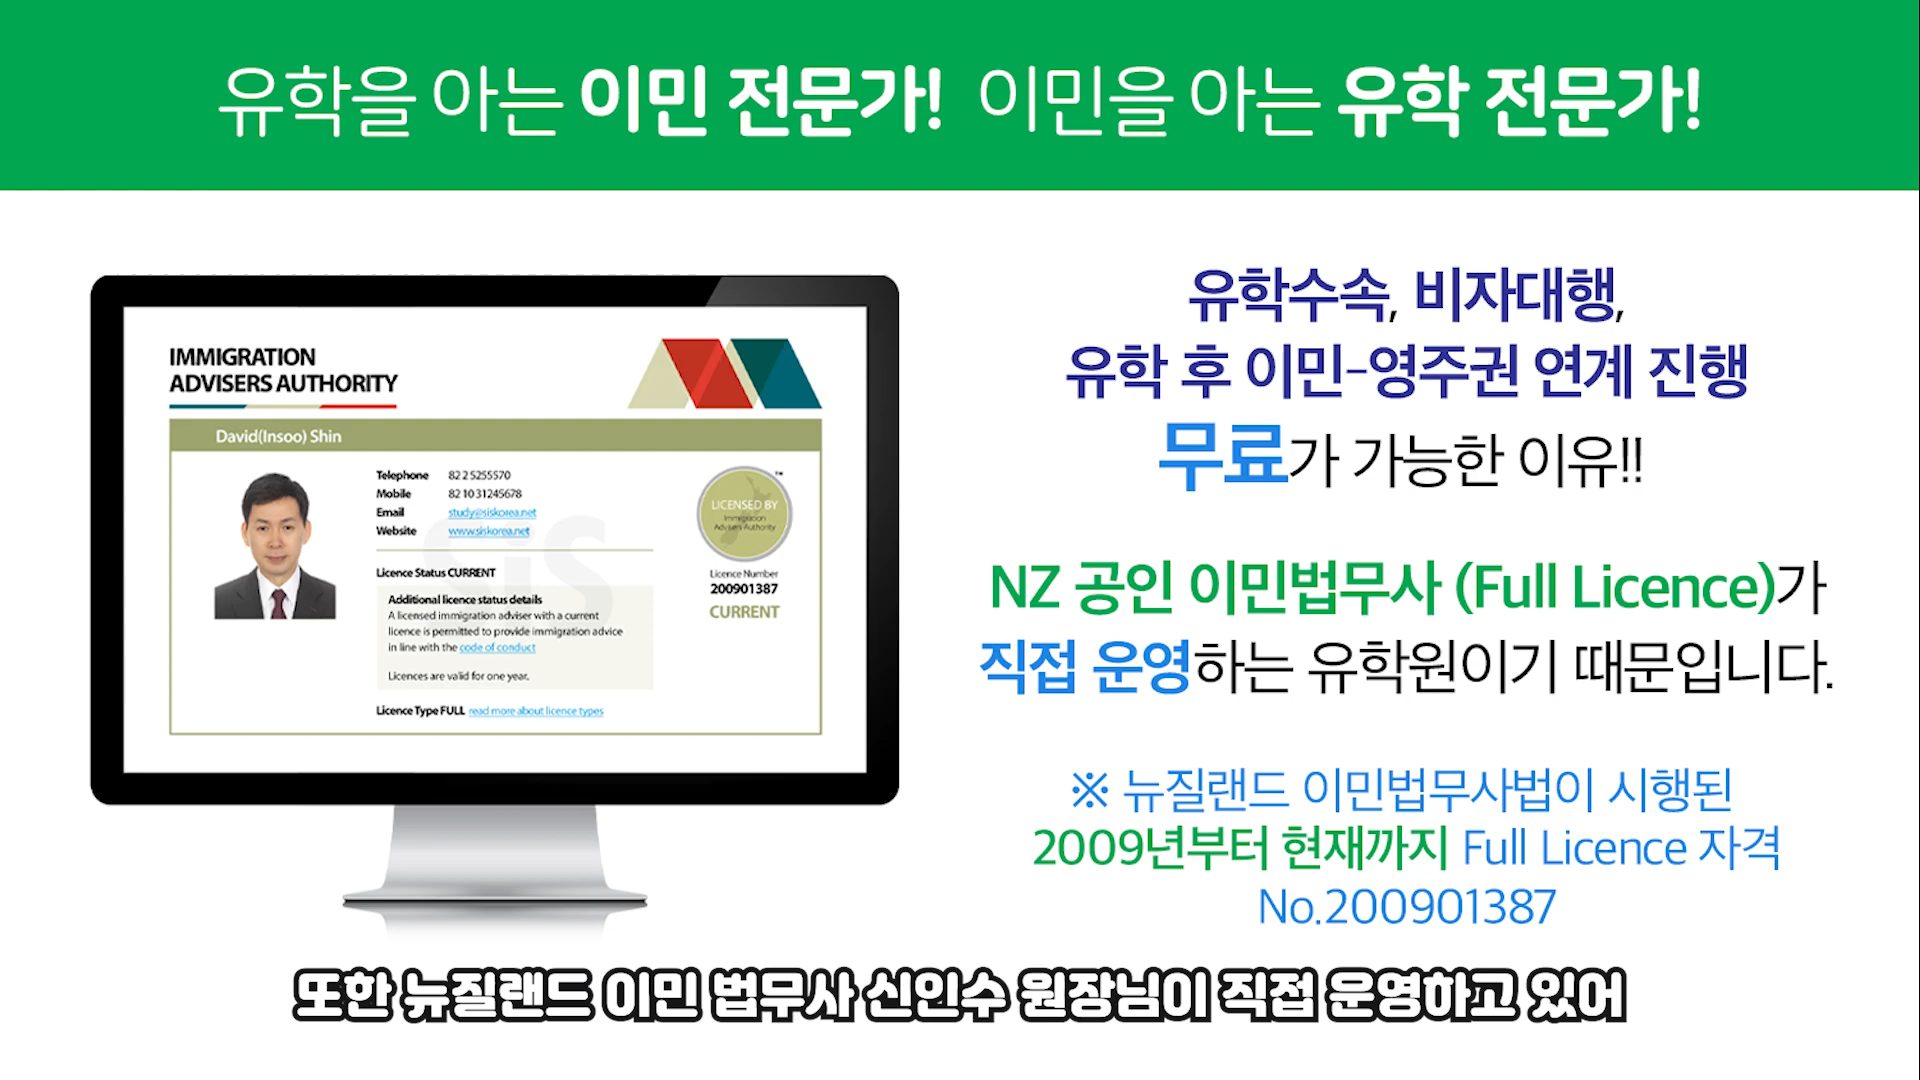 유학을 아는 이민 전문가! 이민을 아는 유학 전문가!
IMMIGRATION
ADVISERS AUTHORITY
David(Insoo) Shin
Telephone 82 2 5255570
Mobile 82 10 31245678
Email study@siskorea.net
Website www.siskorea.net
Licence Status CURRENT
Additional licence status details
A licensed immigration adviser with a current
licence is permitted to provide immigration advice
in line with the code of conduct
Licences are valid for one year.
Licence Type FULL read more about licence types
SiS
™
LICENSED BY
Immigration
Advisers Authority
Licence Number
200901387
CURRENT
유학수속, 비자대행,
유학 후 이민-영주권 연계 진행
무료가 가능한 이유!!
NZ 공인 이민법무사 (Full Licence)가
직접 운영하는 유학원이기 때문입니다.
※ 뉴질랜드 이민법무사법이 시행된
2009년부터 현재까지 Full Licence 자격
No.200901387
또한 뉴질랜드 이민 법무사 신인수 원장님이 직접 운영하고 있어